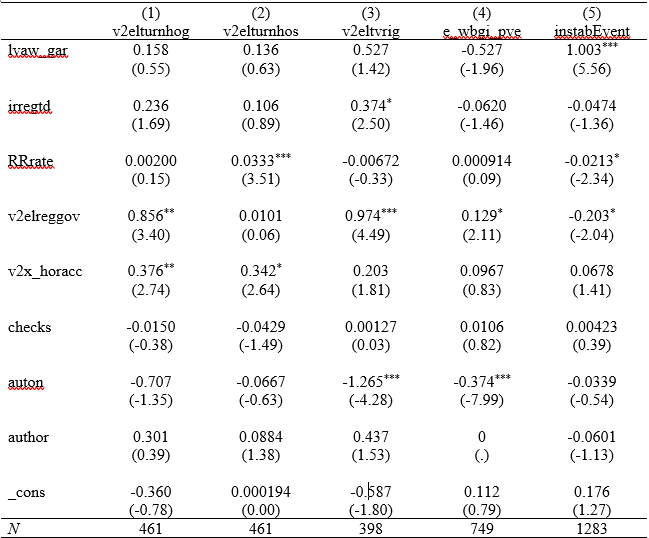 (1) (2) (3) (4) (5)
v2elturnhog v2elturnhos v2eltvrig e_wbgi_pve instabEvent
lyaw_gar 0.158 0.136 0.527 -0.527 1.003***
(0.55) (0.63) (1.42) (-1.96) (5.56)
irregtd 0.236 0.106 0.374* -0.0620 -0.0474
(1.69) (0.89) (2.50) (-1.46) (-1.36)
RRrate 0.00200 0.0333*** -0.00672 0.000914 -0.0213*
(0.15) (3.51) (-0.33) (0.09) (-2.34)
v2elreggov 0.856** 0.0101 0.974*** 0.129* -0.203*
(3.40) (0.06) (4.49) (2.11) (-2.04)
v2x_horacc 0.376** 0.342* 0.203 0.0967 0.0678
(2.74) (2.64) (1.81) (0.83) (1.41)
checks -0.0150 -0.0429 0.00127 0.0106 0.00423
(-0.38) (-1.49) (0.03) (0.82) (0.39)
auton -0.707 -0.0667 -1.265*** -0.374*** -0.0339
(-1.35) (-0.63) (-4.28) (-7.99) (-0.54)
author 0.301 0.0884 0.437 0 -0.0601
(0.39) (1.38) (1.53) (.) (-1.13)
_cons -0.360 0.000194 -0.587 0.112 0.176
(-0.78) (0.00) (-1.80) (0.79) (1.27)
N 461 461 398 749 1283